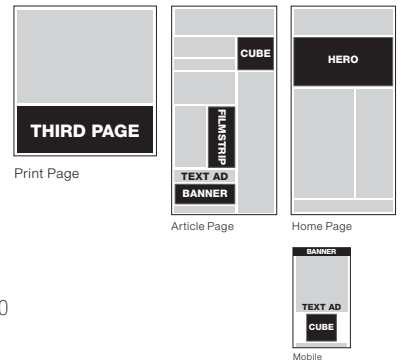 THIRD PAGE
Print Page
CUBE
FILMSTRIP
TEXT AD
BANNER
Article Page
HERO
Home Page
BANNER
TEXT AD
CUBE
Mobile
0